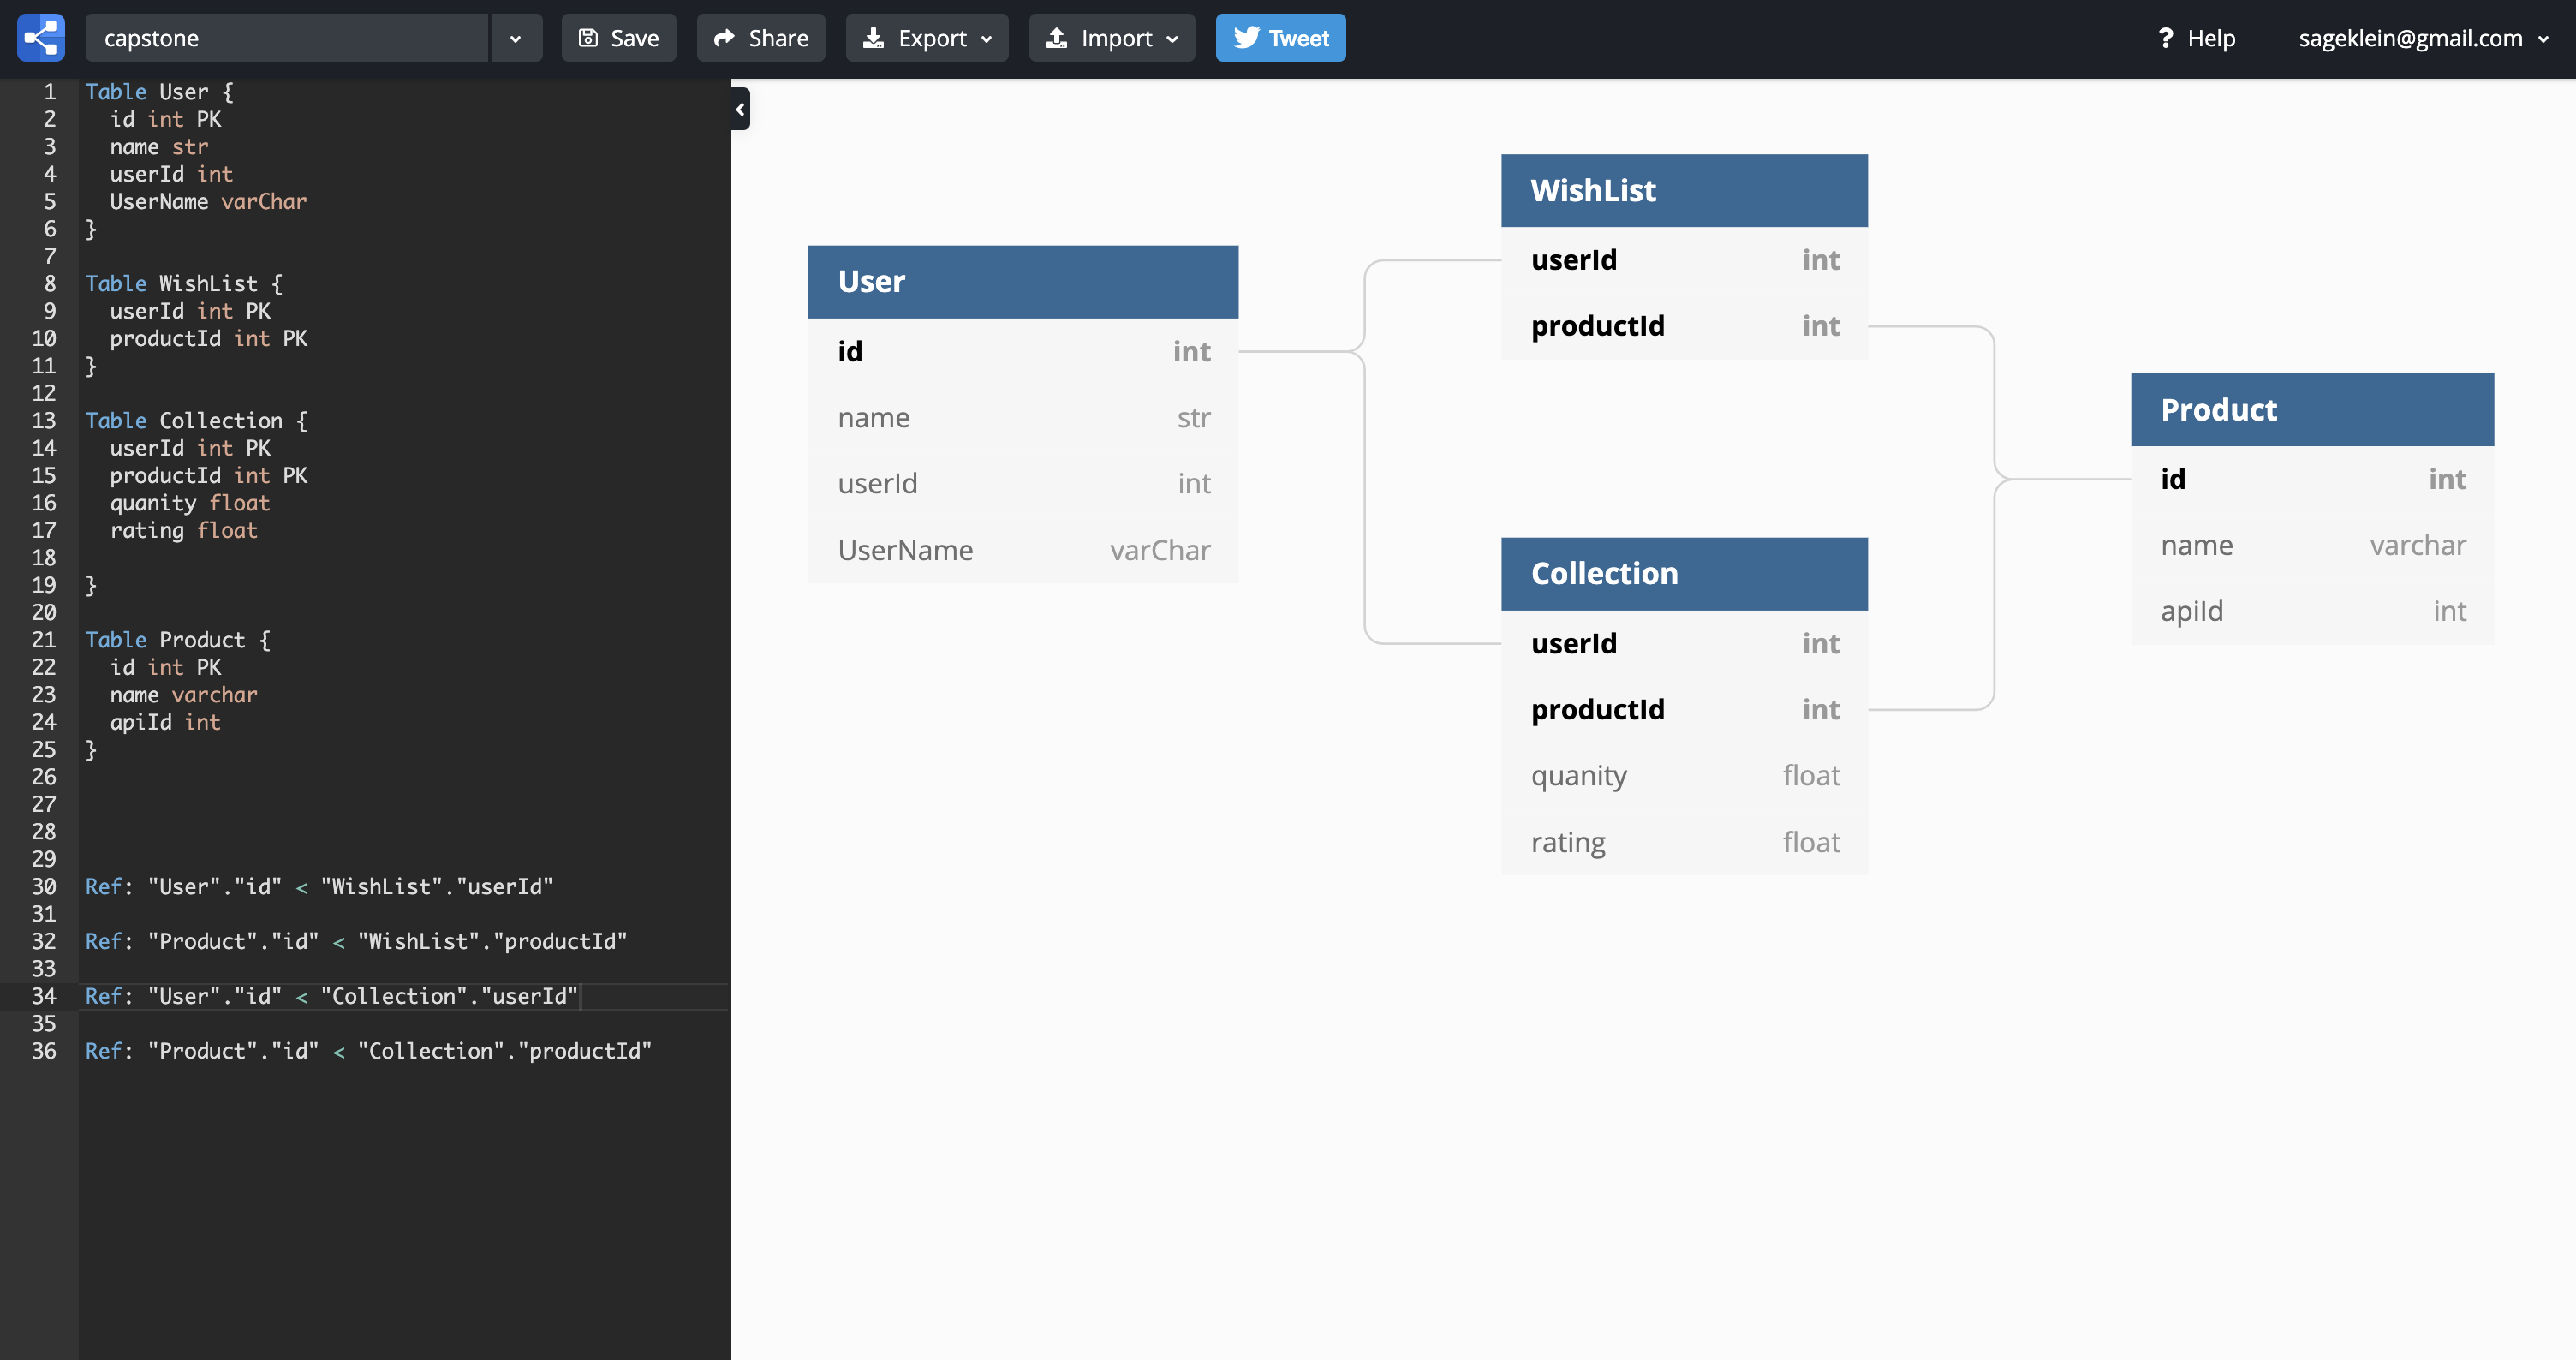 capstone
Save
Share
Export
Import
Tweet
? Help
sageklein@gmail.com
1 Table User {
2 id int PK
3 name str
4 userId int
5 UserName varChar
6 }
7
8 Table WishList {
9 userId int PK
10 productId int PK
11 }
12
13 Table Collection {
14 userId int PK
15 productId int PK
16 quanity float
17 rating float
18
19 }
20
21 Table Product {
22 id int PK
23 name varchar
24 apiId int
25 }
26
27
28
29
30 Ref: "User"."id" < "WishList"."userId"
31
32 Ref: "Product"."id" < "WishList"."productId"
33
34 Ref: "User"."id" < "Collection"."userId"
35
36 Ref: "Product"."id" < "Collection"."productId"
User
id int
name str
userId int
UserName varChar
WishList
userId int
productId int
Collection
userId int
productId int
quanity float
rating float
Product
id int
name varchar
apiId int